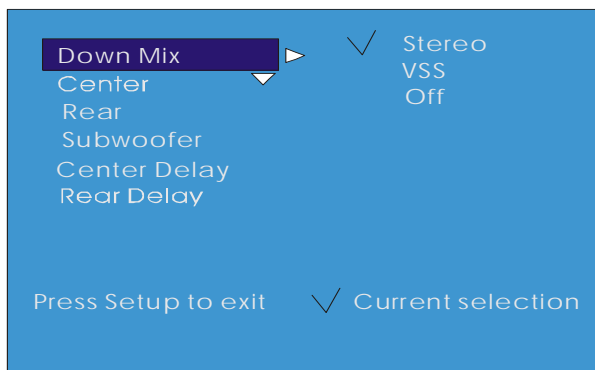 Down Mix
Center
Rear
Subwoofer
Center Delay
Rear Delay
Stereo
VSS
Off
Press Setup to exit
Current selection